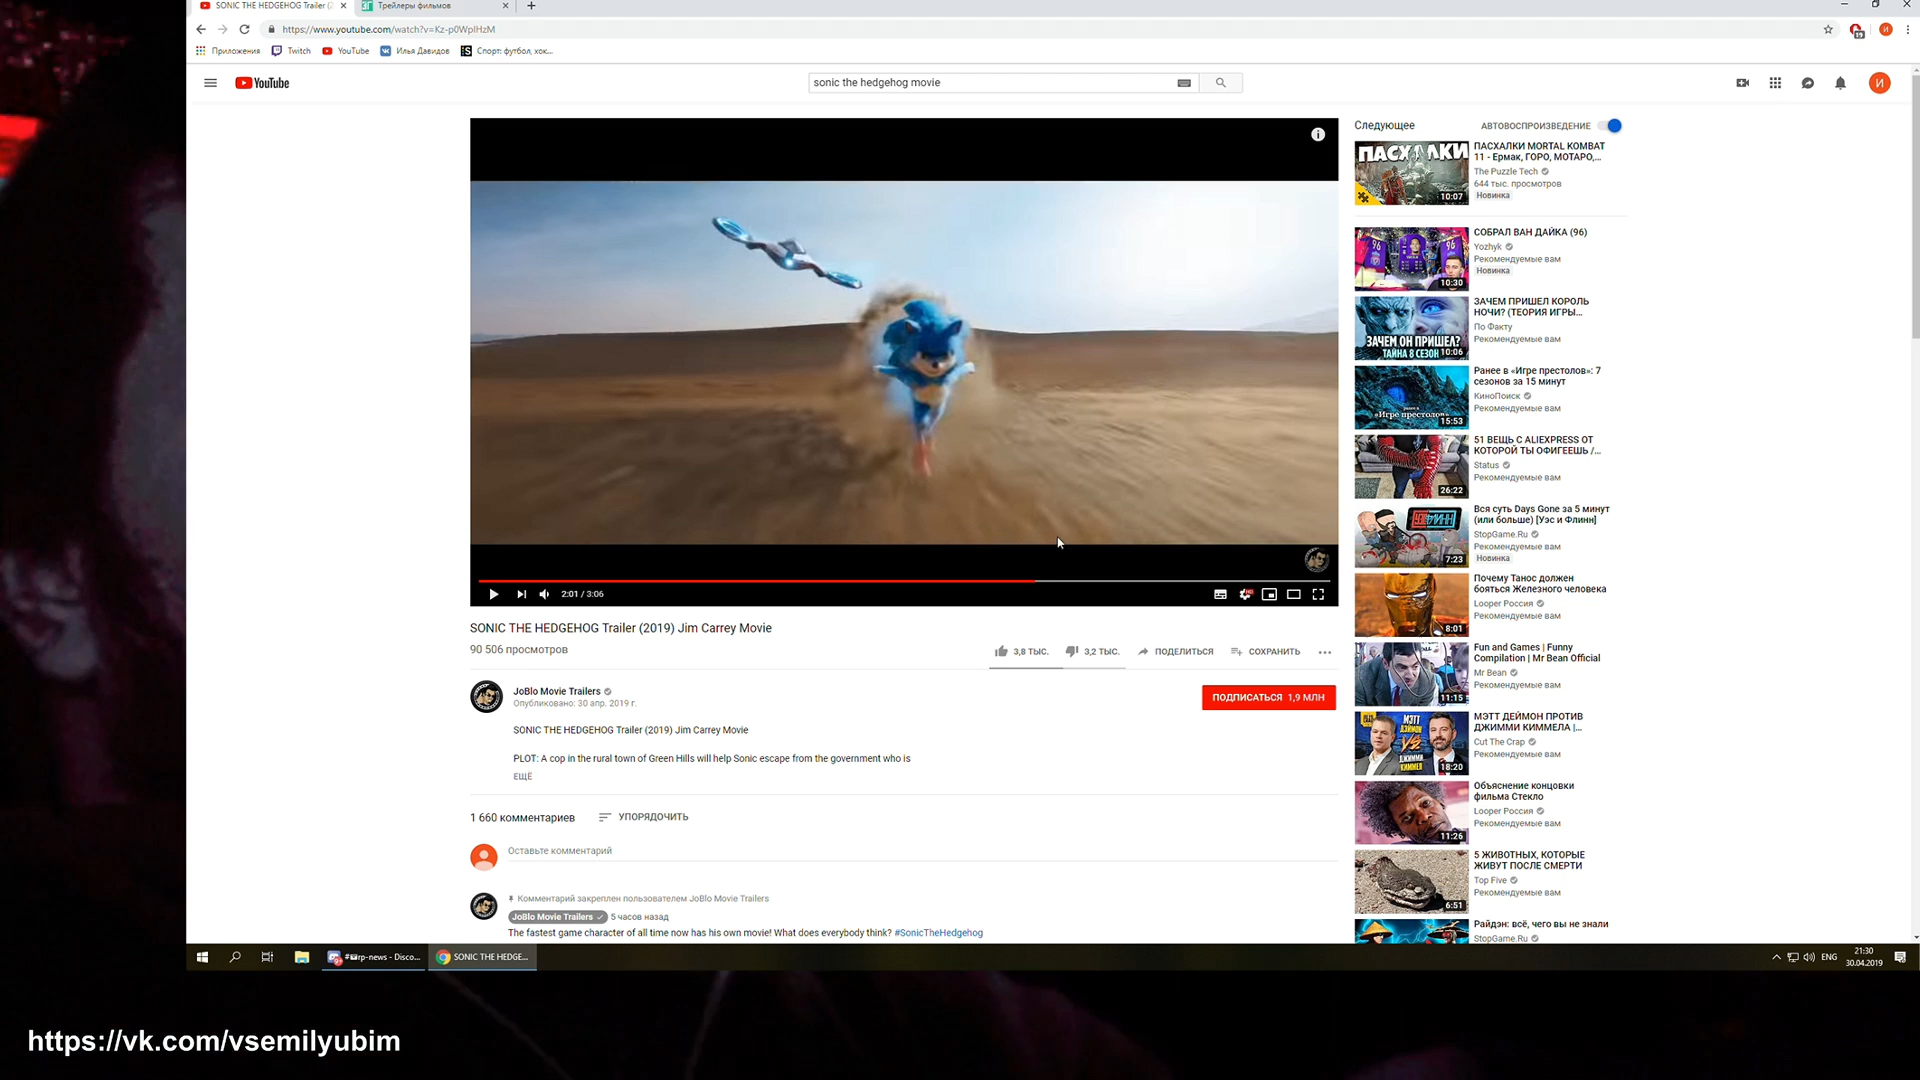 SONIC THE HEDGEHOG Trailer (2
Трейлеры фильмов
https://www.youtube.com/watch?v=Kz-p0WpIHzM
Приложения
Twitch
YouTube
Илья Давидов
Спорт: футбол, хок...
YouTube
sonic the hedgehog movie
И
2:01 / 3:06
SONIC THE HEDGEHOG Trailer (2019) Jim Carrey Movie
90 506 просмотров
3,8 ТЫС.
3,2 ТЫС.
ПОДЕЛИТЬСЯ
СОХРАНИТЬ
JoBlo Movie Trailers
Опубликовано: 30 апр. 2019 г.
ПОДПИСАТЬСЯ 1,9 МЛН
SONIC THE HEDGEHOG Trailer (2019) Jim Carrey Movie
PLOT: A cop in the rural town of Green Hills will help Sonic escape from the government who is
ЕЩЁ
1 660 комментариев
УПОРЯДОЧИТЬ
Оставьте комментарий
Комментарий закреплен пользователем JoBlo Movie Trailers
JoBlo Movie Trailers
5 часов назад
The fastest game character of all time now has his own movie! What does everybody think? #SonicTheHedgehog
Следующее
АВТОВОСПРОИЗВЕДЕНИЕ
ПАСХАЛКИ
10:07
ПАСХАЛКИ MORTAL KOMBAT
11 - Ермак, ГОРО, МОТАРО,...
The Puzzle Tech
644 тыс. просмотров
Новинка
96
96
10:30
СОБРАЛ ВАН ДАЙКА (96)
Yozhyk
Рекомендуемые вам
Новинка
ЗАЧЕМ ОН ПРИШЕЛ?
ТАЙНА 8 СЕЗОН
10:06
ЗАЧЕМ ПРИШЕЛ КОРОЛЬ
НОЧИ? (ТЕОРИЯ ИГРЫ...
По Факту
Рекомендуемые вам
ранее в
«Игре престолов»
15:53
Ранее в «Игре престолов»: 7
сезонов за 15 минут
КиноПоиск
Рекомендуемые вам
26:22
51 ВЕЩЬ С ALIEXPRESS ОТ
КОТОРОЙ ТЫ ОФИГЕЕШЬ /...
Status
Рекомендуемые вам
7:23
Вся суть Days Gone за 5 минут
(или больше) [Уэс и Флинн]
StopGame.Ru
Рекомендуемые вам
Новинка
8:01
Почему Танос должен
бояться Железного человека
Looper Россия
Рекомендуемые вам
11:15
Fun and Games | Funny
Compilation | Mr Bean Official
Mr Bean
Рекомендуемые вам
МЭТТ
ДЭЙМОН
VS
ДЖИММИ
КИММЕЛ
18:20
МЭТТ ДЕЙМОН ПРОТИВ
ДЖИММИ КИММЕЛА |...
Cut The Crap
Рекомендуемые вам
11:26
Объяснение концовки
фильма Стекло
Looper Россия
Рекомендуемые вам
6:51
5 ЖИВОТНЫХ, КОТОРЫЕ
ЖИВУТ ПОСЛЕ СМЕРТИ
Top Five
Рекомендуемые вам
Райдэн: всё, чего вы не знали
StopGame.Ru
SONIC THE HEDGE...
ENG
21:30
30.04.2019
https://vk.com/vsemilyubim